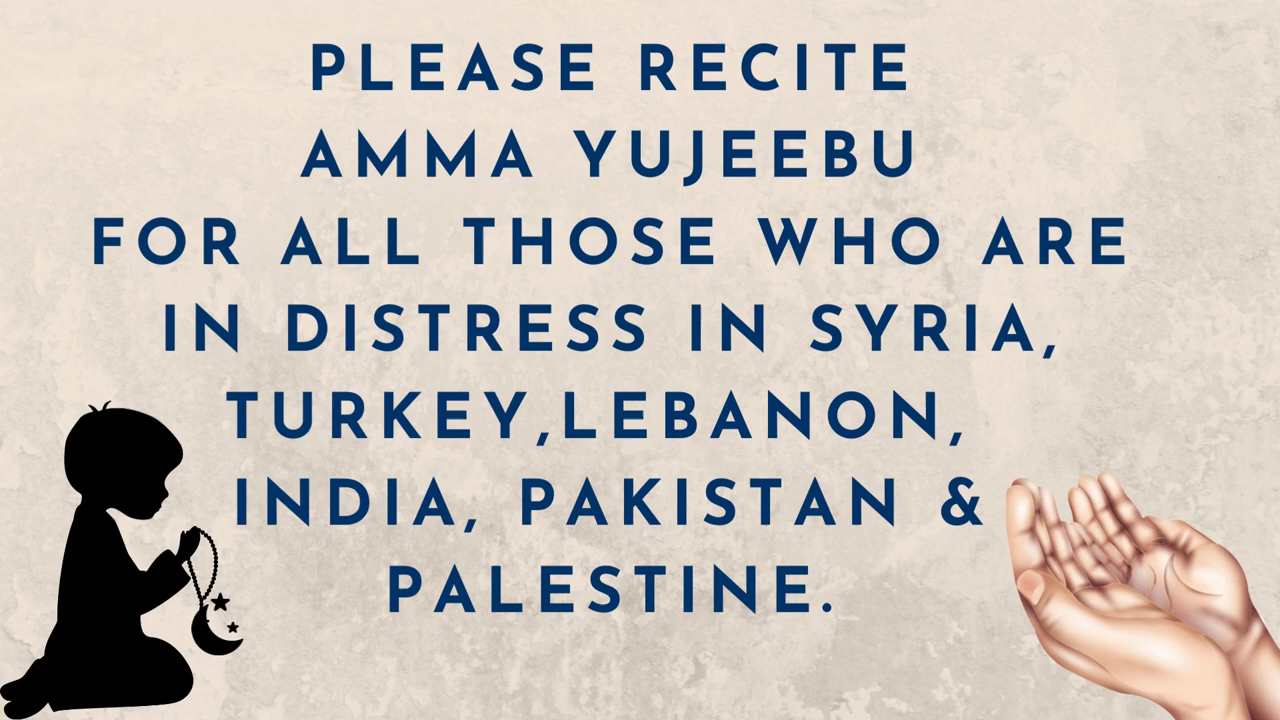 PLEASE RECITE
AMMA YUJEEBU
FOR ALL THOSE WHO ARE
IN DISTRESS IN SYRIA,
TURKEY,LEBANON,
INDIA, PAKISTAN &
PALESTINE.